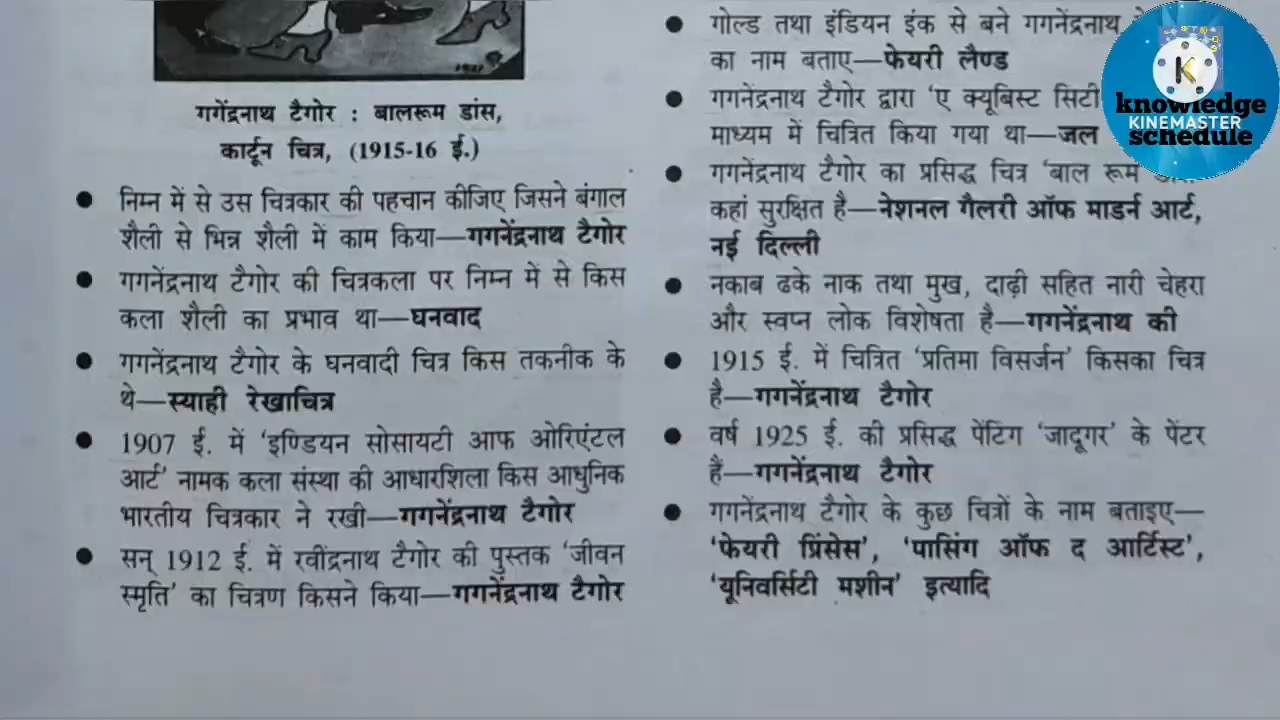 1921
गगेंद्रनाथ टैगोर : बालरूम डांस,
कार्टून चित्र, (1915-16 ई.)
● निम्न में से उस चित्रकार की पहचान कीजिए जिसने बंगाल
शैली से भिन्न शैली में काम किया—गगनेंद्रनाथ टैगोर
● गगनेंद्रनाथ टैगोर की चित्रकला पर निम्न में से किस
कला शैली का प्रभाव था—घनवाद
● गगनेंद्रनाथ टैगोर के घनवादी चित्र किस तकनीक के
थे—स्याही रेखाचित्र
● 1907 ई. में ‘इण्डियन सोसायटी आफ ओरिएंटल
आर्ट’ नामक कला संस्था की आधारशिला किस आधुनिक
भारतीय चित्रकार ने रखी—गगनेंद्रनाथ टैगोर
● सन् 1912 ई. में रवींद्रनाथ टैगोर की पुस्तक ‘जीवन
स्मृति’ का चित्रण किसने किया—गगनेंद्रनाथ टैगोर
● गोल्ड तथा इंडियन इंक से बने गगनेंद्रनाथ
का नाम बताए—फेयरी लैण्ड
● गगनेंद्रनाथ टैगोर द्वारा ‘ए क्यूबिस्ट सिटी
माध्यम में चित्रित किया गया था—जल
● गगनेंद्रनाथ टैगोर का प्रसिद्ध चित्र ‘बाल रूम
कहां सुरक्षित है—नेशनल गैलरी ऑफ माडर्न आर्ट,
नई दिल्ली
● नकाब ढके नाक तथा मुख, दाढ़ी सहित नारी चेहरा
और स्वप्न लोक विशेषता है—गगनेंद्रनाथ की
● 1915 ई. में चित्रित ‘प्रतिमा विसर्जन’ किसका चित्र
है—गगनेंद्रनाथ टैगोर
● वर्ष 1925 ई. की प्रसिद्ध पेंटिग ‘जादूगर’ के पेंटर
हैं—गगनेंद्रनाथ टैगोर
● गगनेंद्रनाथ टैगोर के कुछ चित्रों के नाम बताइए—
‘फेयरी प्रिंसेस’, ‘पासिंग ऑफ द आर्टिस्ट’,
‘यूनिवर्सिटी मशीन’ इत्यादि
K
knowledge
KINEMASTER
schedule